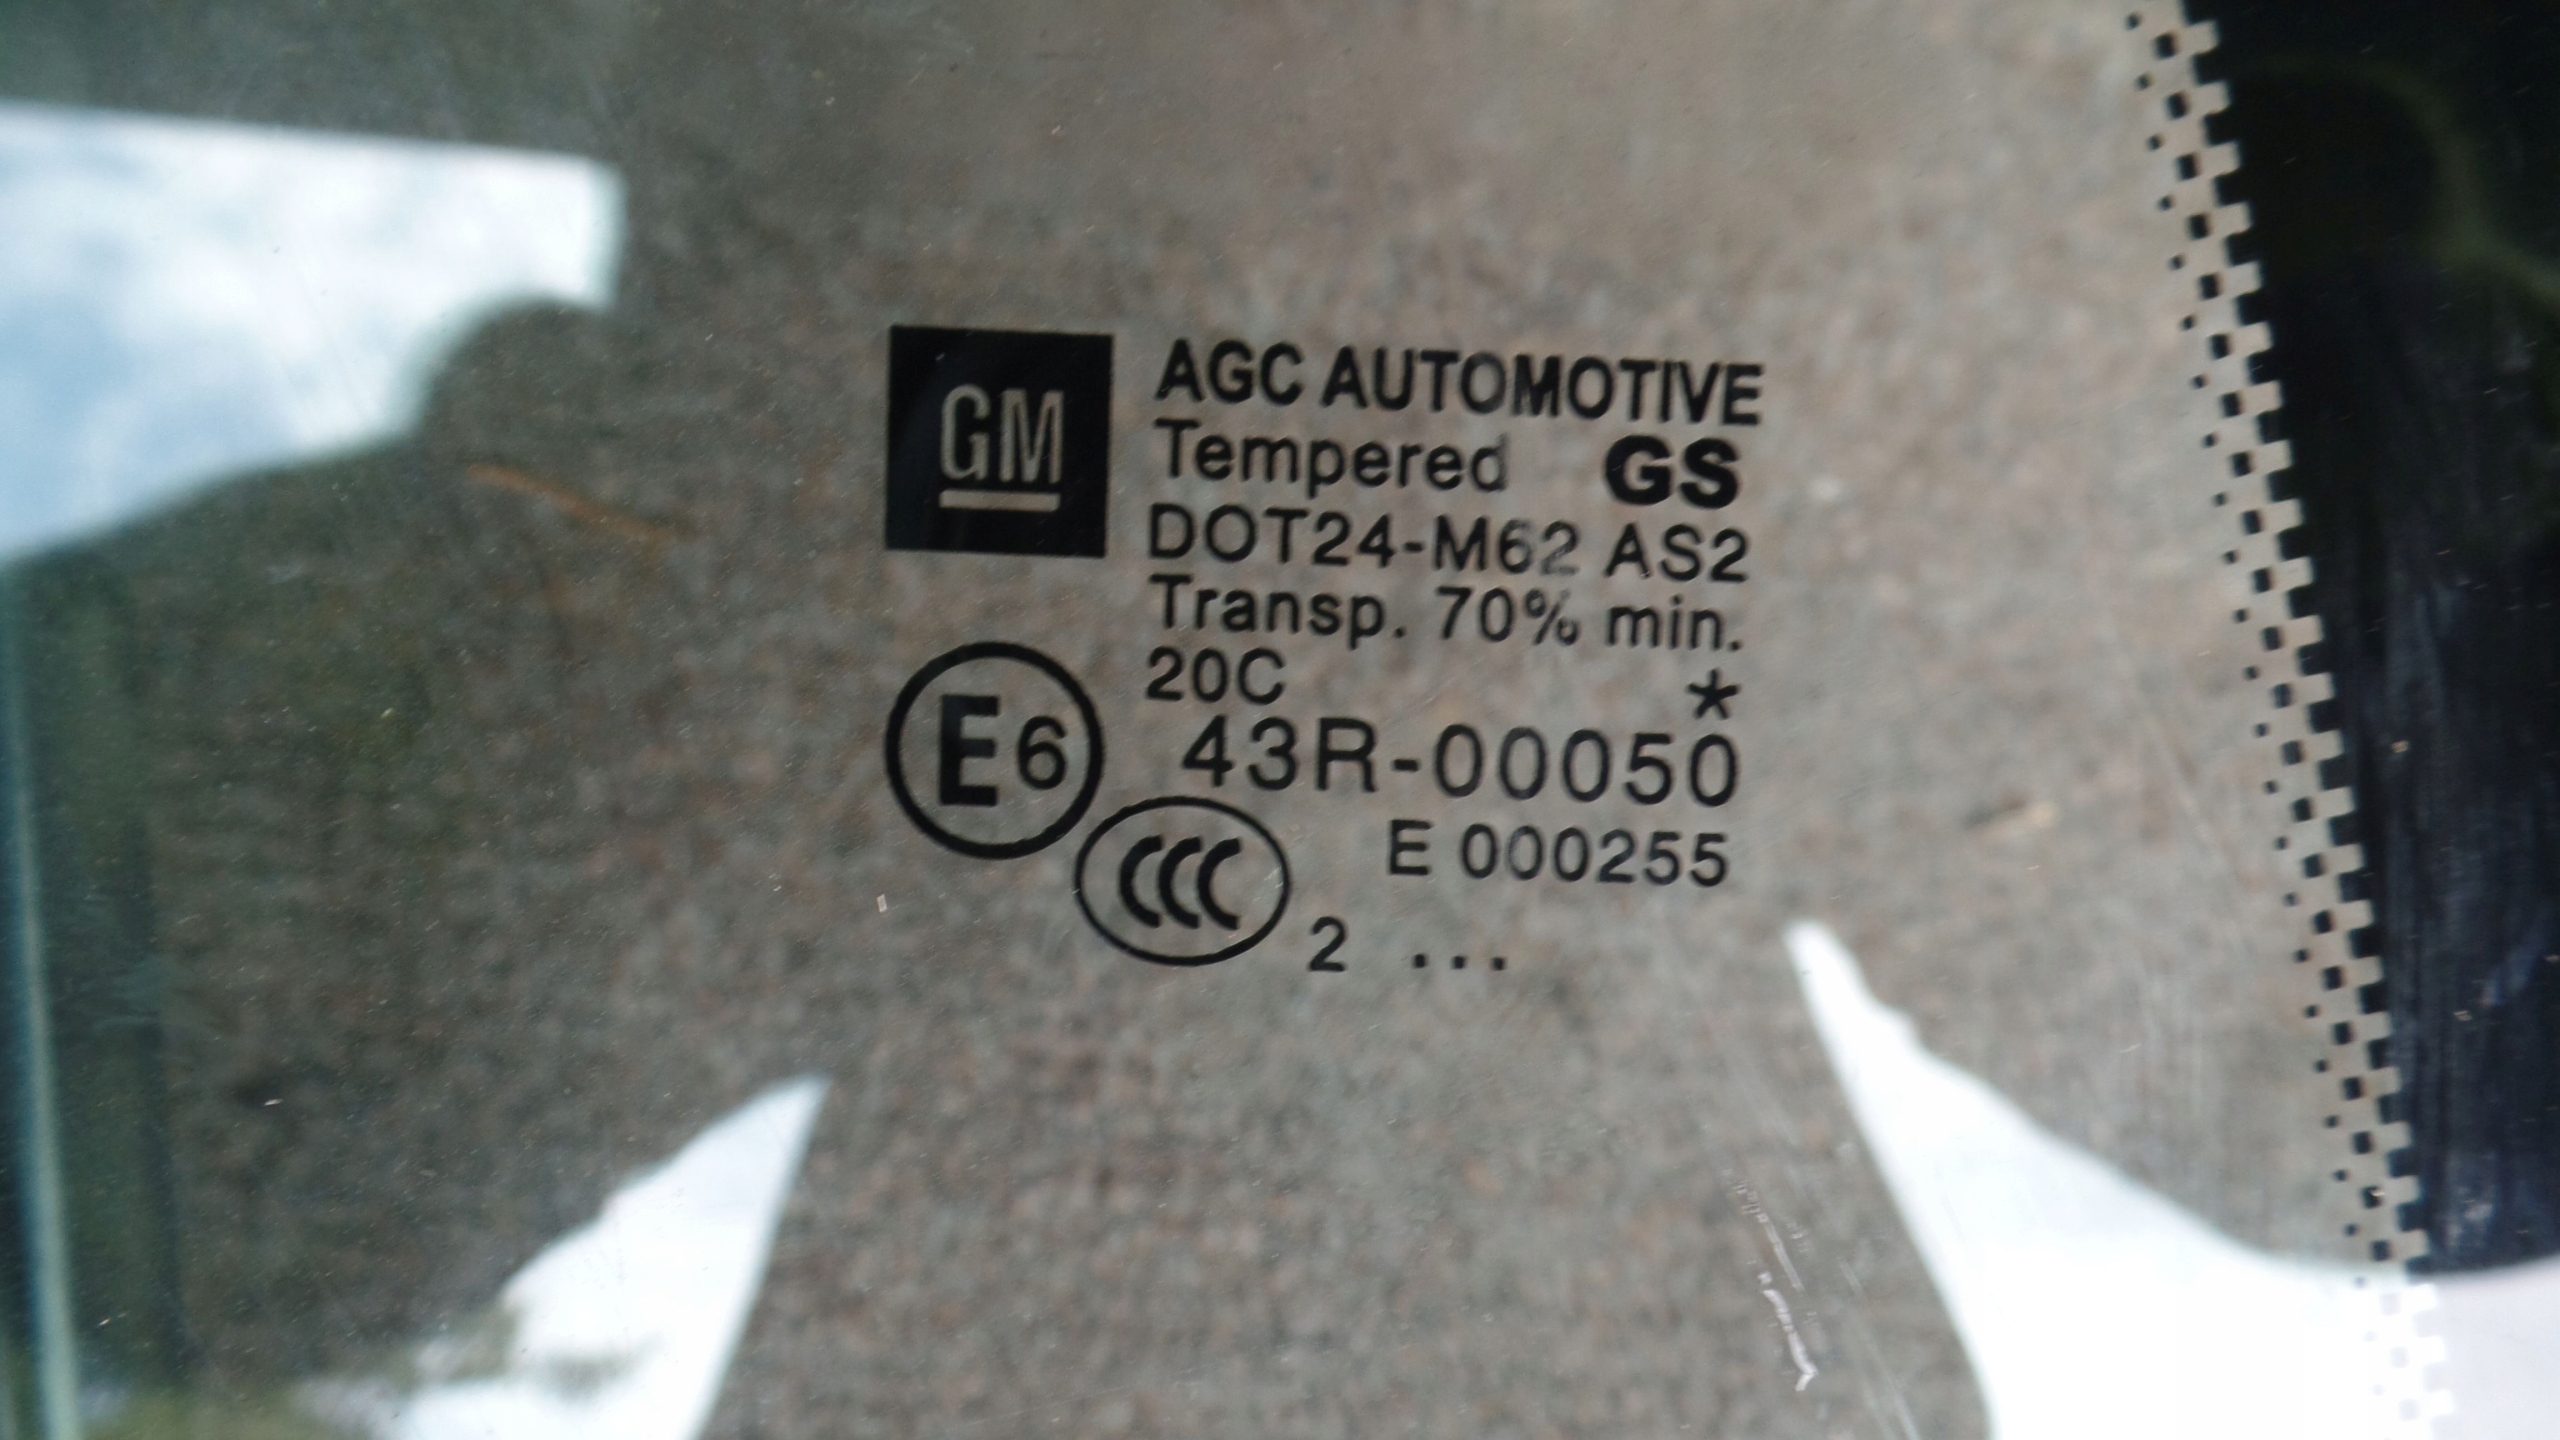 GM
AGC AUTOMOTIVE
Tempered GS
DOT24-M62 AS2
Transp. 70% min.
20C *
E6 43R-00050
CCC E 000255
2 ...